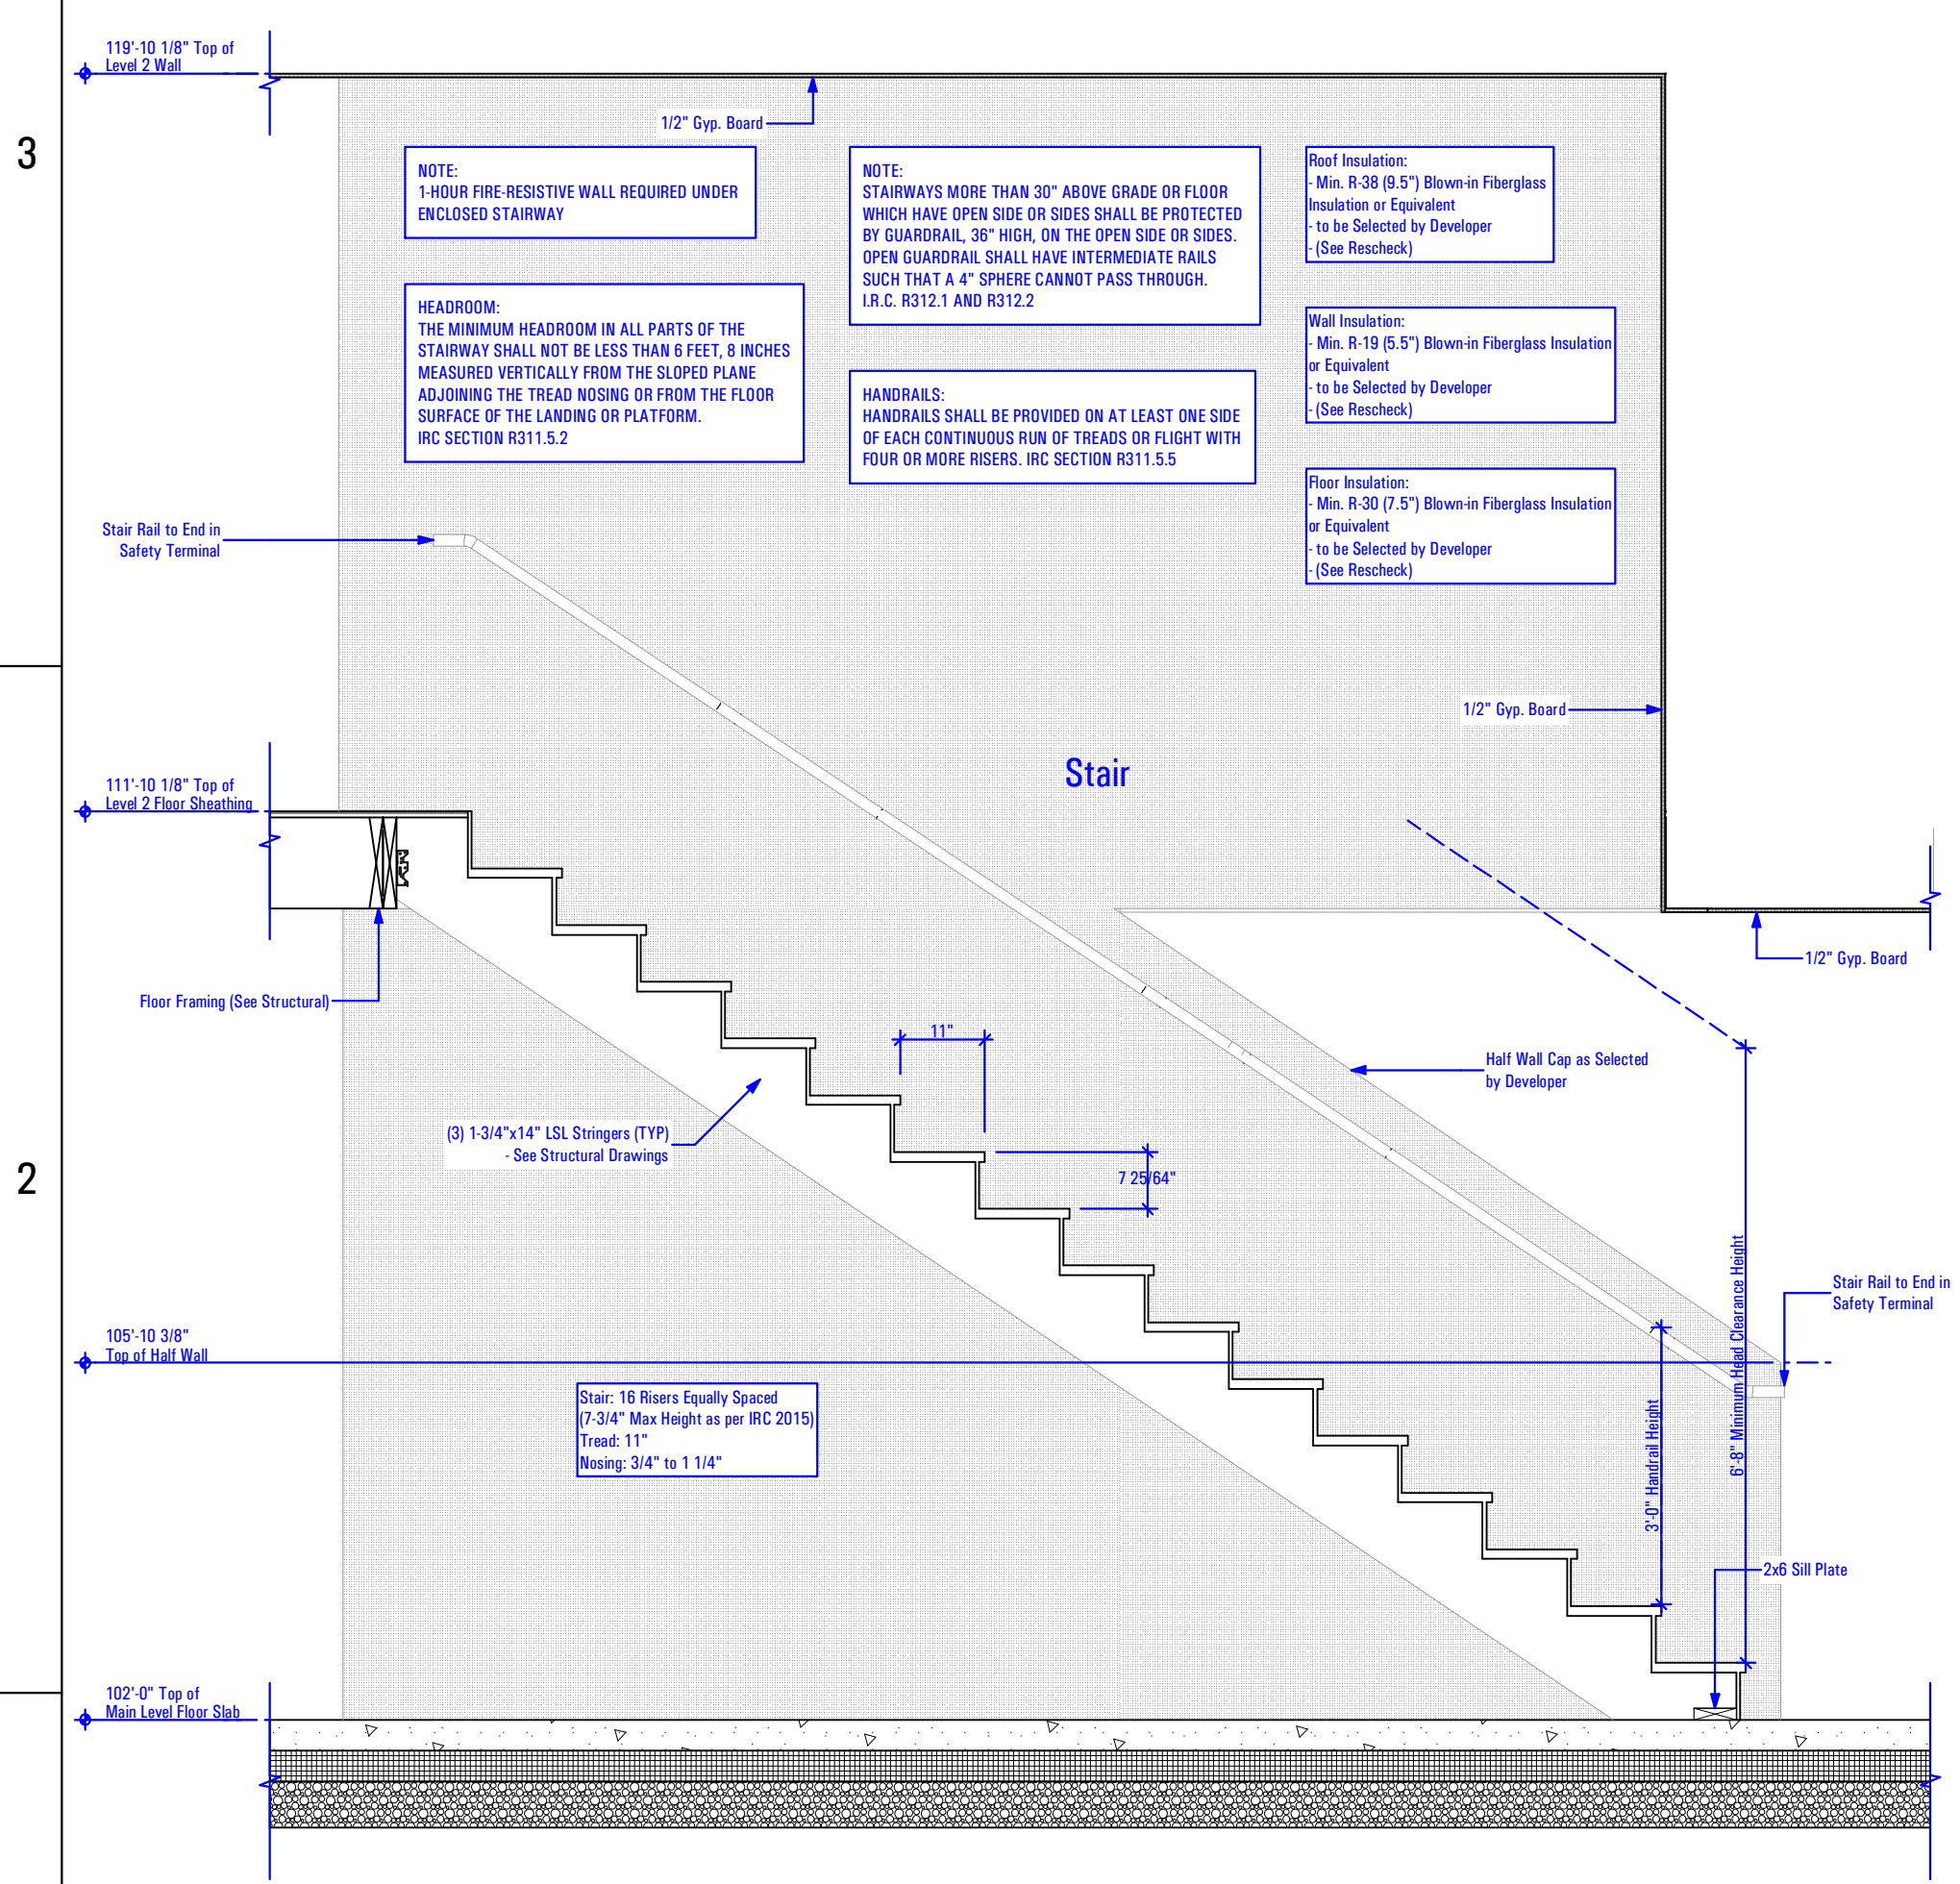 3
119'-10 1/8" Top of
Level 2 Wall
1/2" Gyp. Board
NOTE:
1-HOUR FIRE-RESISTIVE WALL REQUIRED UNDER
ENCLOSED STAIRWAY
NOTE:
STAIRWAYS MORE THAN 30" ABOVE GRADE OR FLOOR
WHICH HAVE OPEN SIDE OR SIDES SHALL BE PROTECTED
BY GUARDRAIL, 36" HIGH, ON THE OPEN SIDE OR SIDES.
OPEN GUARDRAIL SHALL HAVE INTERMEDIATE RAILS
SUCH THAT A 4" SPHERE CANNOT PASS THROUGH.
I.R.C. R312.1 AND R312.2
Roof Insulation:
- Min. R-38 (9.5") Blown-in Fiberglass
Insulation or Equivalent
- to be Selected by Developer
- (See Rescheck)
HEADROOM:
THE MINIMUM HEADROOM IN ALL PARTS OF THE
STAIRWAY SHALL NOT BE LESS THAN 6 FEET, 8 INCHES
MEASURED VERTICALLY FROM THE SLOPED PLANE
ADJOINING THE TREAD NOSING OR FROM THE FLOOR
SURFACE OF THE LANDING OR PLATFORM.
IRC SECTION R311.5.2
HANDRAILS:
HANDRAILS SHALL BE PROVIDED ON AT LEAST ONE SIDE
OF EACH CONTINUOUS RUN OF TREADS OR FLIGHT WITH
FOUR OR MORE RISERS. IRC SECTION R311.5.5
Wall Insulation:
- Min. R-19 (5.5") Blown-in Fiberglass Insulation
or Equivalent
- to be Selected by Developer
- (See Rescheck)
Floor Insulation:
- Min. R-30 (7.5") Blown-in Fiberglass Insulation
or Equivalent
- to be Selected by Developer
- (See Rescheck)
Stair Rail to End in
Safety Terminal
1/2" Gyp. Board
Stair
111'-10 1/8" Top of
Level 2 Floor Sheathing
1/2" Gyp. Board
Floor Framing (See Structural)
11"
Half Wall Cap as Selected
by Developer
(3) 1-3/4"x14" LSL Stringers (TYP)
- See Structural Drawings
2
7 25/64"
6'-8" Minimum Head Clearance Height
Stair Rail to End in
Safety Terminal
105'-10 3/8"
Top of Half Wall
Stair: 16 Risers Equally Spaced
(7-3/4" Max Height as per IRC 2015)
Tread: 11"
Nosing: 3/4" to 1 1/4"
3'-0" Handrail Height
2x6 Sill Plate
102'-0" Top of
Main Level Floor Slab